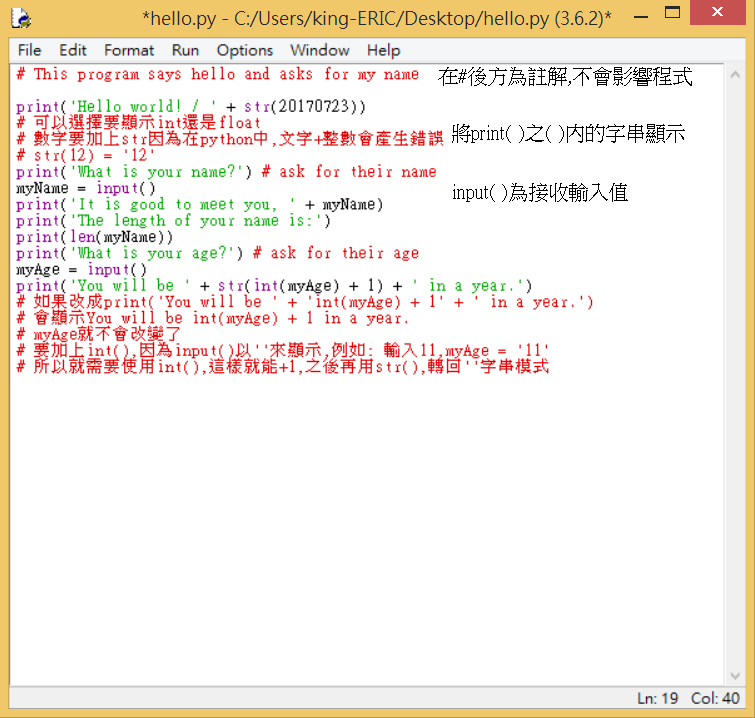 *hello.py - C:/Users/king-ERIC/Desktop/hello.py (3.6.2)*
File Edit Format Run Options Window Help
# This program says hello and asks for my name
在#後方為註解,不會影響程式
print('Hello world! / ' + str(20170723))
# 可以選擇要顯示int還是float
# 數字要加上str因為在python中,文字+整數會產生錯誤
將print( )之( )內的字串顯示
# str(12) = '12'
print('What is your name?') # ask for their name
myName = input()
input( )為接收輸入值
print('It is good to meet you, ' + myName)
print('The length of your name is:')
print(len(myName))
print('What is your age?') # ask for their age
myAge = input()
print('You will be ' + str(int(myAge) + 1) + ' in a year.')
# 如果改成print('You will be ' + 'int(myAge) + 1' + ' in a year.')
# 會顯示You will be int(myAge) + 1 in a year.
# myAge就不會改變了
# 要加上int(),因為input()以''來顯示,例如: 輸入11,myAge = '11'
# 所以就需要使用int(),這樣就能+1,之後再用str(),轉回''字串模式
Ln: 19 Col: 40